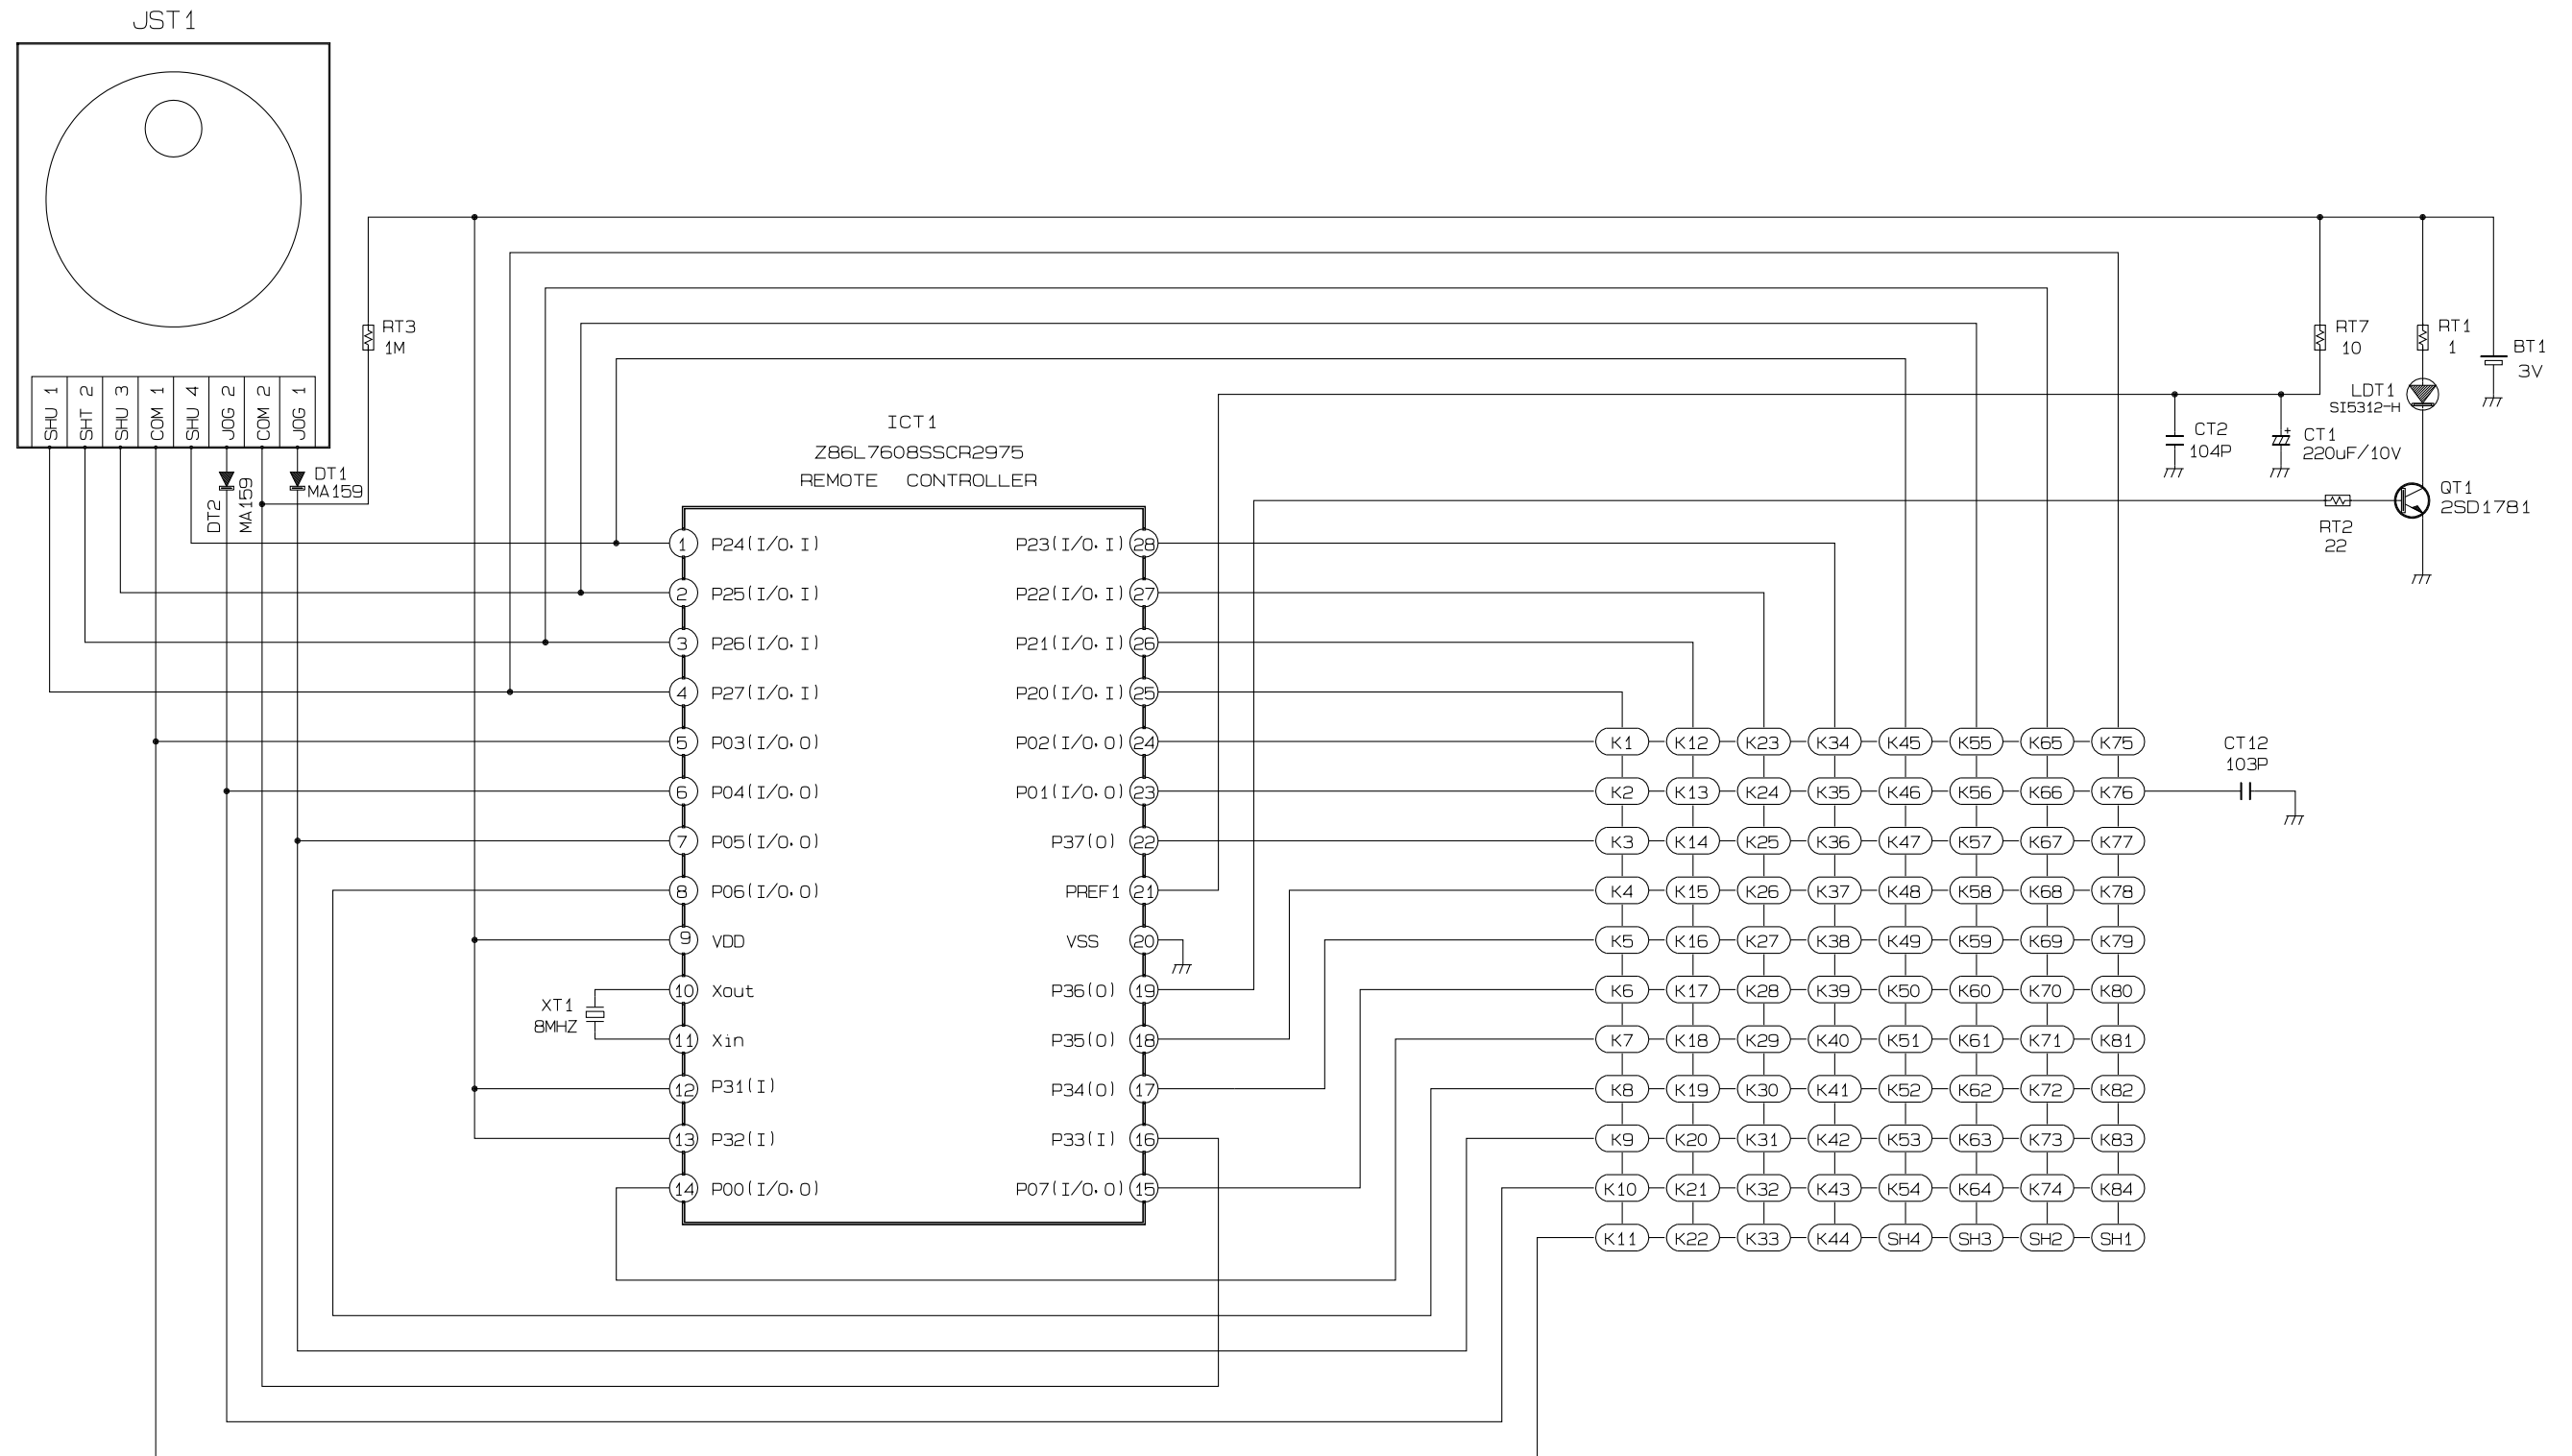 JST1
SHU 1
SHT 2
SHU 3
COM 1
SHU 4
JOG 2
COM 2
JOG 1
RT3
1M
DT1
MA159
DT2
MA159
RT7
10
RT1
1
BT1
3V
LDT1
SI5312-H
CT2
104P
CT1
220uF/10V
QT1
2SD1781
RT2
22
ICT1
Z86L7608SSCR2975
REMOTE CONTROLLER
1 P24(I/O.I)
2 P25(I/O.I)
3 P26(I/O.I)
4 P27(I/O.I)
5 P03(I/O.O)
6 P04(I/O.O)
7 P05(I/O.O)
8 P06(I/O.O)
9 VDD
10 Xout
11 Xin
12 P31(I)
13 P32(I)
14 P00(I/O.O)
XT1
8MHZ
P23(I/O.I) 28
P22(I/O.I) 27
P21(I/O.I) 26
P20(I/O.I) 25
P02(I/O.O) 24
P01(I/O.O) 23
P37(O) 22
PREF1 21
VSS 20
P36(O) 19
P35(O) 18
P34(O) 17
P33(I) 16
P07(I/O.O) 15
K1 K12 K23 K34 K45 K55 K65 K75
K2 K13 K24 K35 K46 K56 K66 K76
K3 K14 K25 K36 K47 K57 K67 K77
K4 K15 K26 K37 K48 K58 K68 K78
K5 K16 K27 K38 K49 K59 K69 K79
K6 K17 K28 K39 K50 K60 K70 K80
K7 K18 K29 K40 K51 K61 K71 K81
K8 K19 K30 K41 K52 K62 K72 K82
K9 K20 K31 K42 K53 K63 K73 K83
K10 K21 K32 K43 K54 K64 K74 K84
K11 K22 K33 K44 SH4 SH3 SH2 SH1
CT12
103P
+